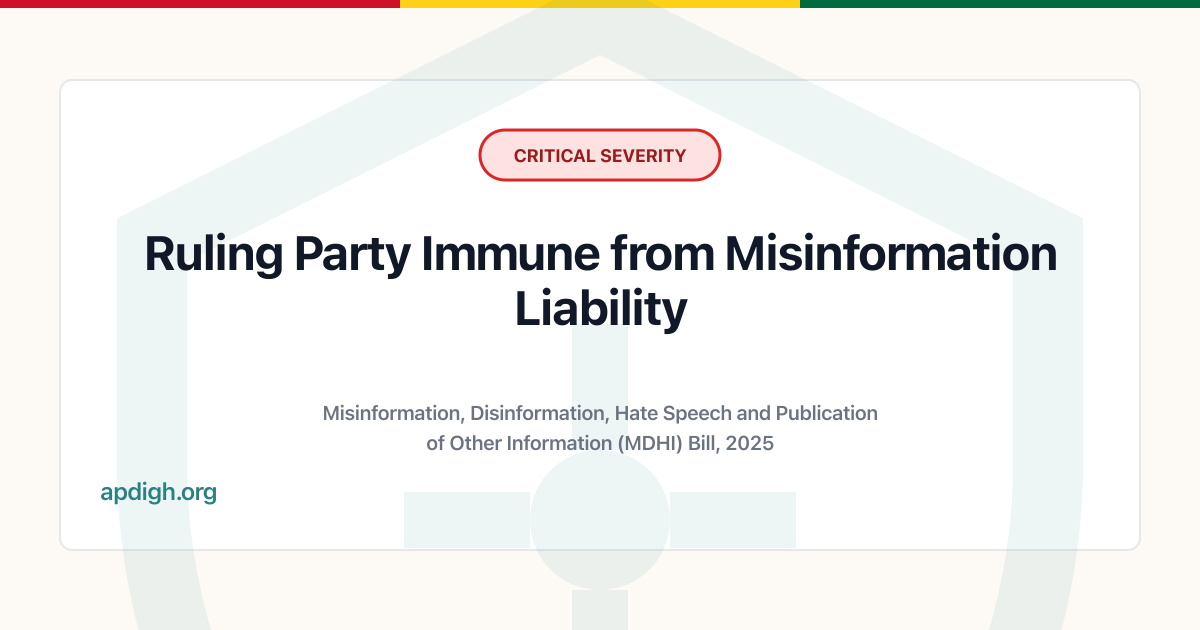 CRITICAL SEVERITY
Ruling Party Immune from Misinformation
Liability
Misinformation, Disinformation, Hate Speech and Publication
of Other Information (MDHI) Bill, 2025
apdigh.org